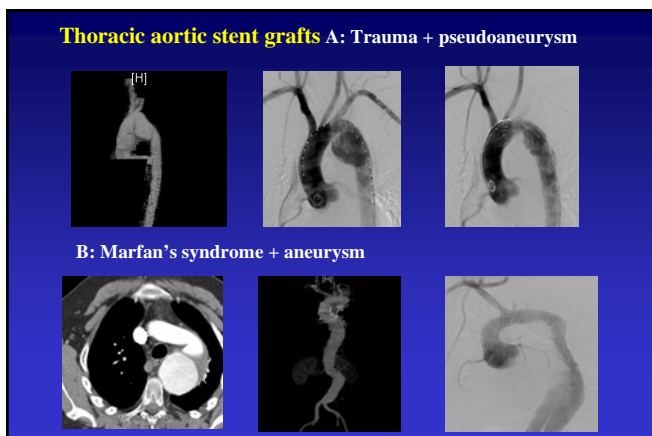 Thoracic aortic stent grafts A: Trauma + pseudoaneurysm
[H]
B: Marfan's syndrome + aneurysm